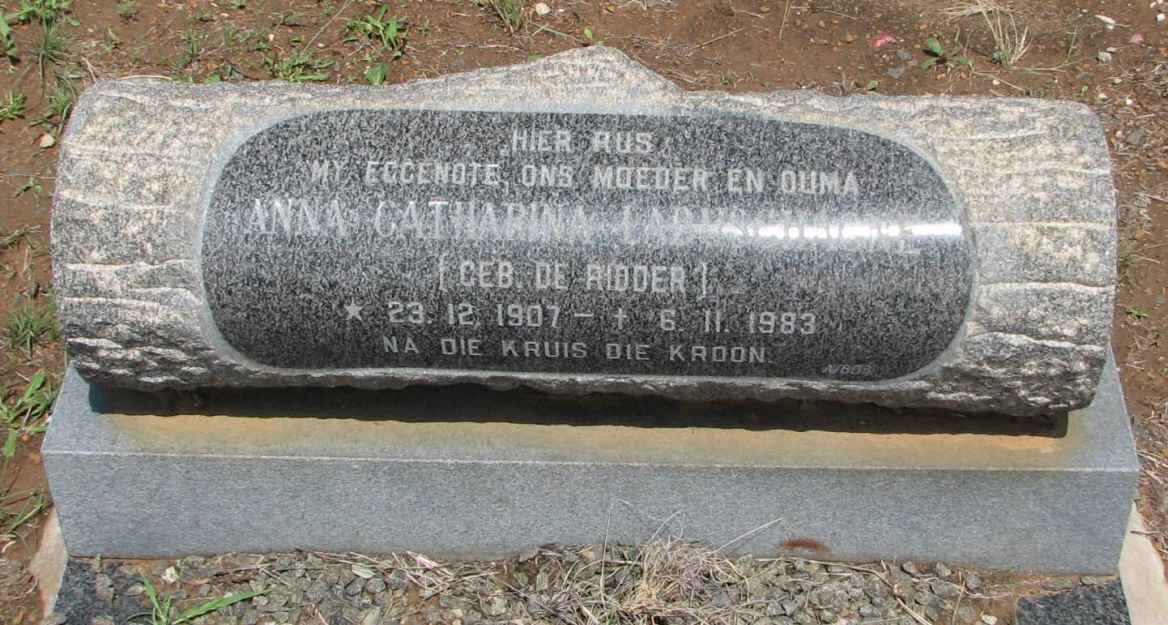 HIER RUS
MY EGGENOTE, ONS MOEDER EN OUMA
ANNA CATHARINA
[GEB. DE RIDDER]
★ 23. 12. 1907 — † 6. 11. 1983
NA DIE KRUIS DIE KROON